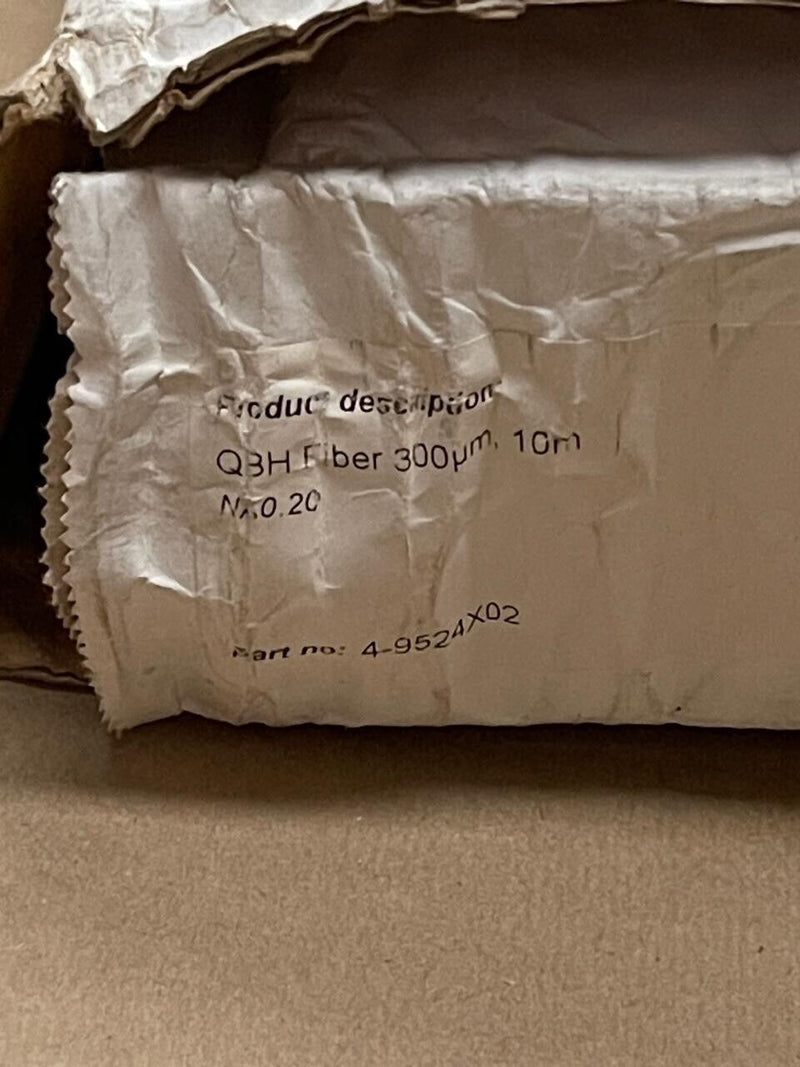 Product description
QBH Fiber 300µm, 10m
NA0.20
Part no: 4-9524X02